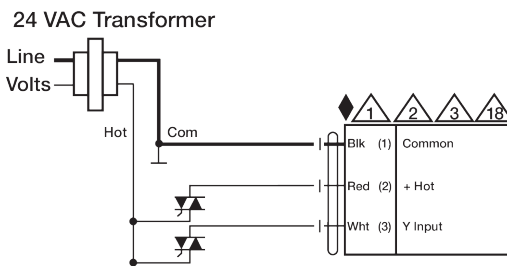 24 VAC Transformer
Line
Volts
Hot
Com
1
2
3
18
Blk (1) Common
Red (2) + Hot
Wht (3) Y Input